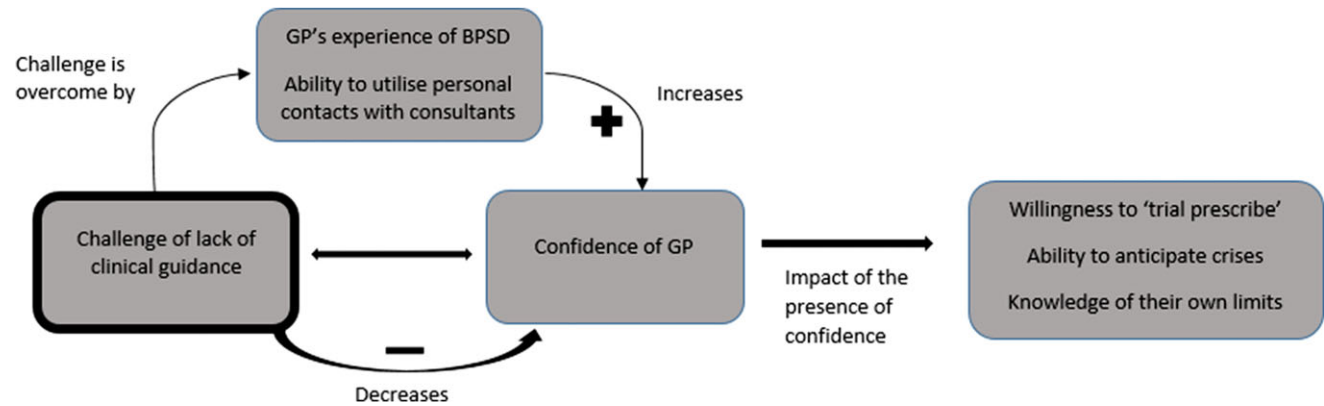 GP’s experience of BPSD
Ability to utilise personal
contacts with consultants
Challenge is
overcome by
Increases
+
Challenge of lack of
clinical guidance
Confidence of GP
Willingness to ‘trial prescribe’
Ability to anticipate crises
Knowledge of their own limits
Impact of the
presence of
confidence
−
Decreases